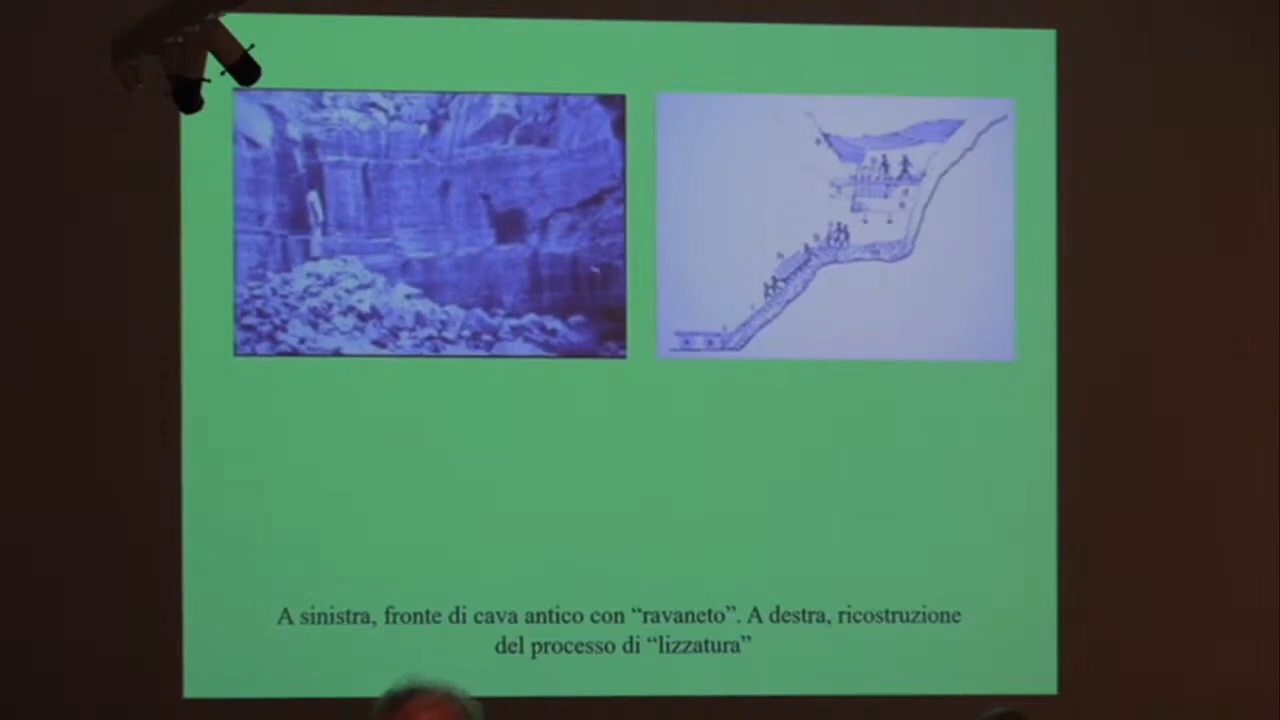 A sinistra, fronte di cava antico con “ravaneto”. A destra, ricostruzione
del processo di “lizzatura”